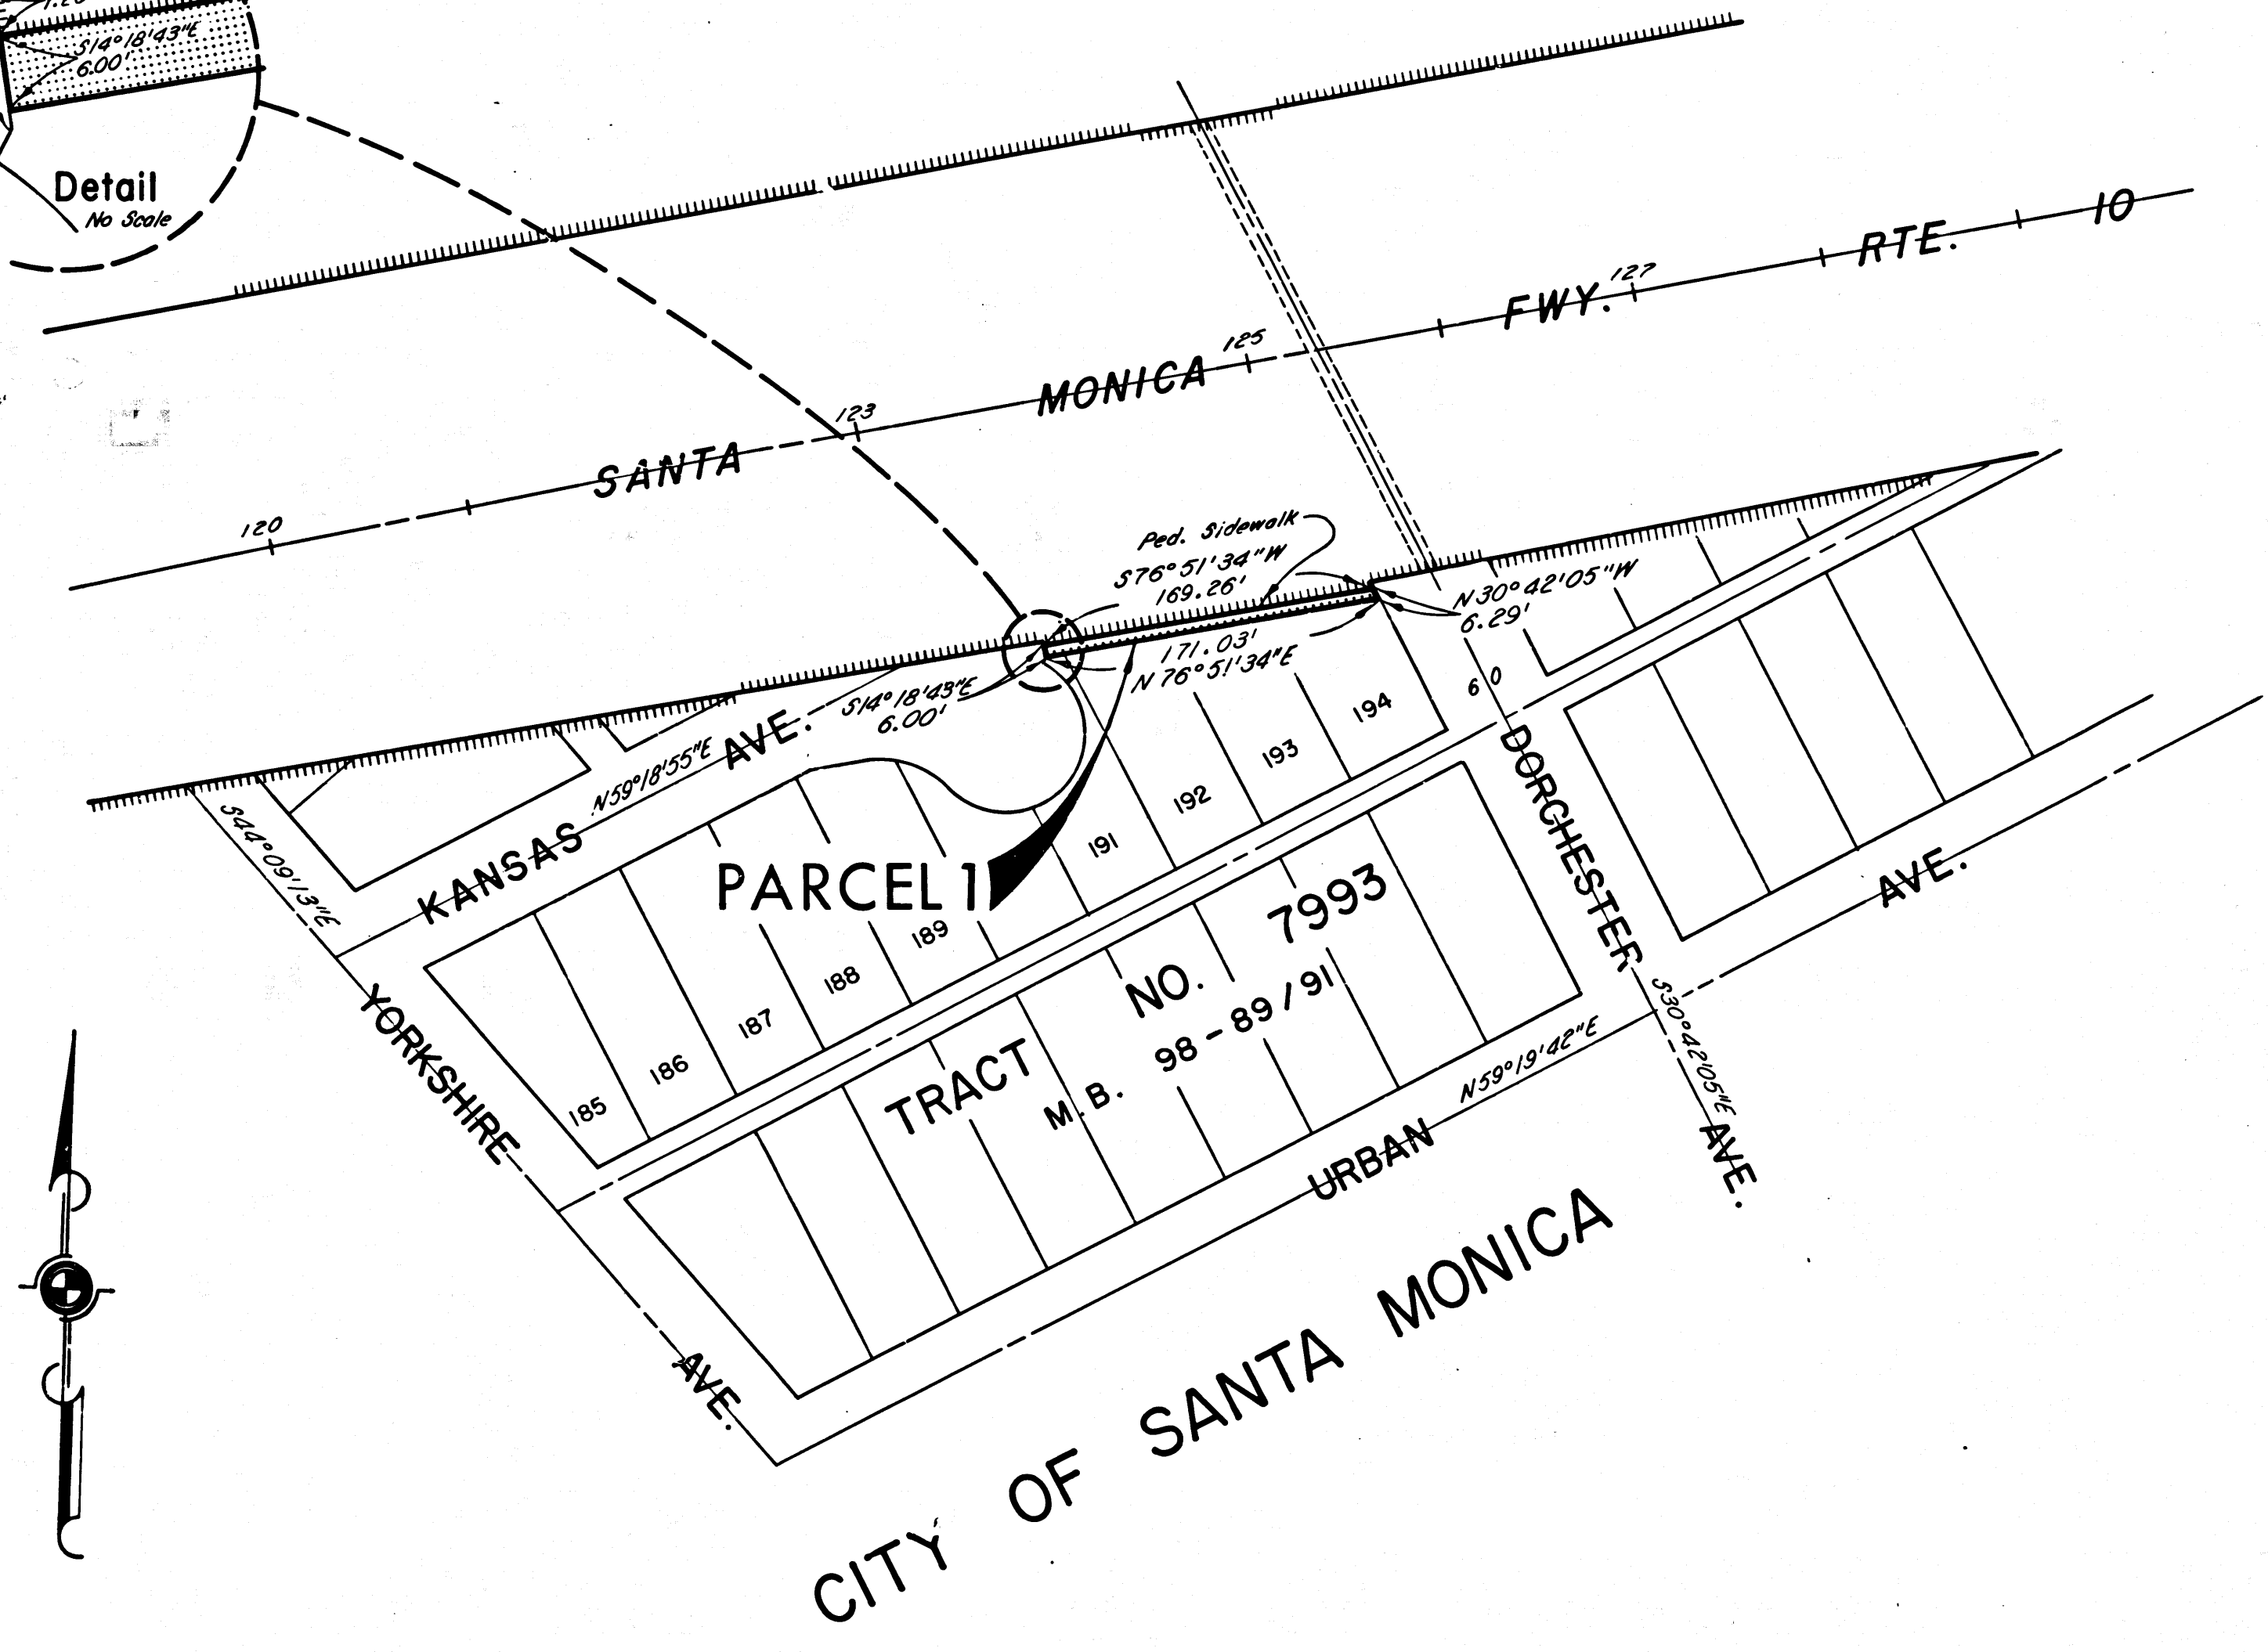 S14°18'43"E
6.00'
Detail
No Scale
SANTA MONICA FWY. RTE. 10
120
123
125
127
Ped. Sidewalk
S76°51'34"W
169.26'
N30°42'05"W
6.29'
171.03'
N76°51'34"E
S14°18'43"E
6.00'
60
KANSAS AVE.
N59°18'55"E
S44°09'13"E
YORKSHIRE AVE.
PARCEL 1
185
186
187
188
189
191
192
193
194
TRACT NO. 7993
M.B. 98-89/91
DORCHESTER AVE.
S30°42'05"E
URBAN AVE.
N59°19'42"E
CITY OF SANTA MONICA